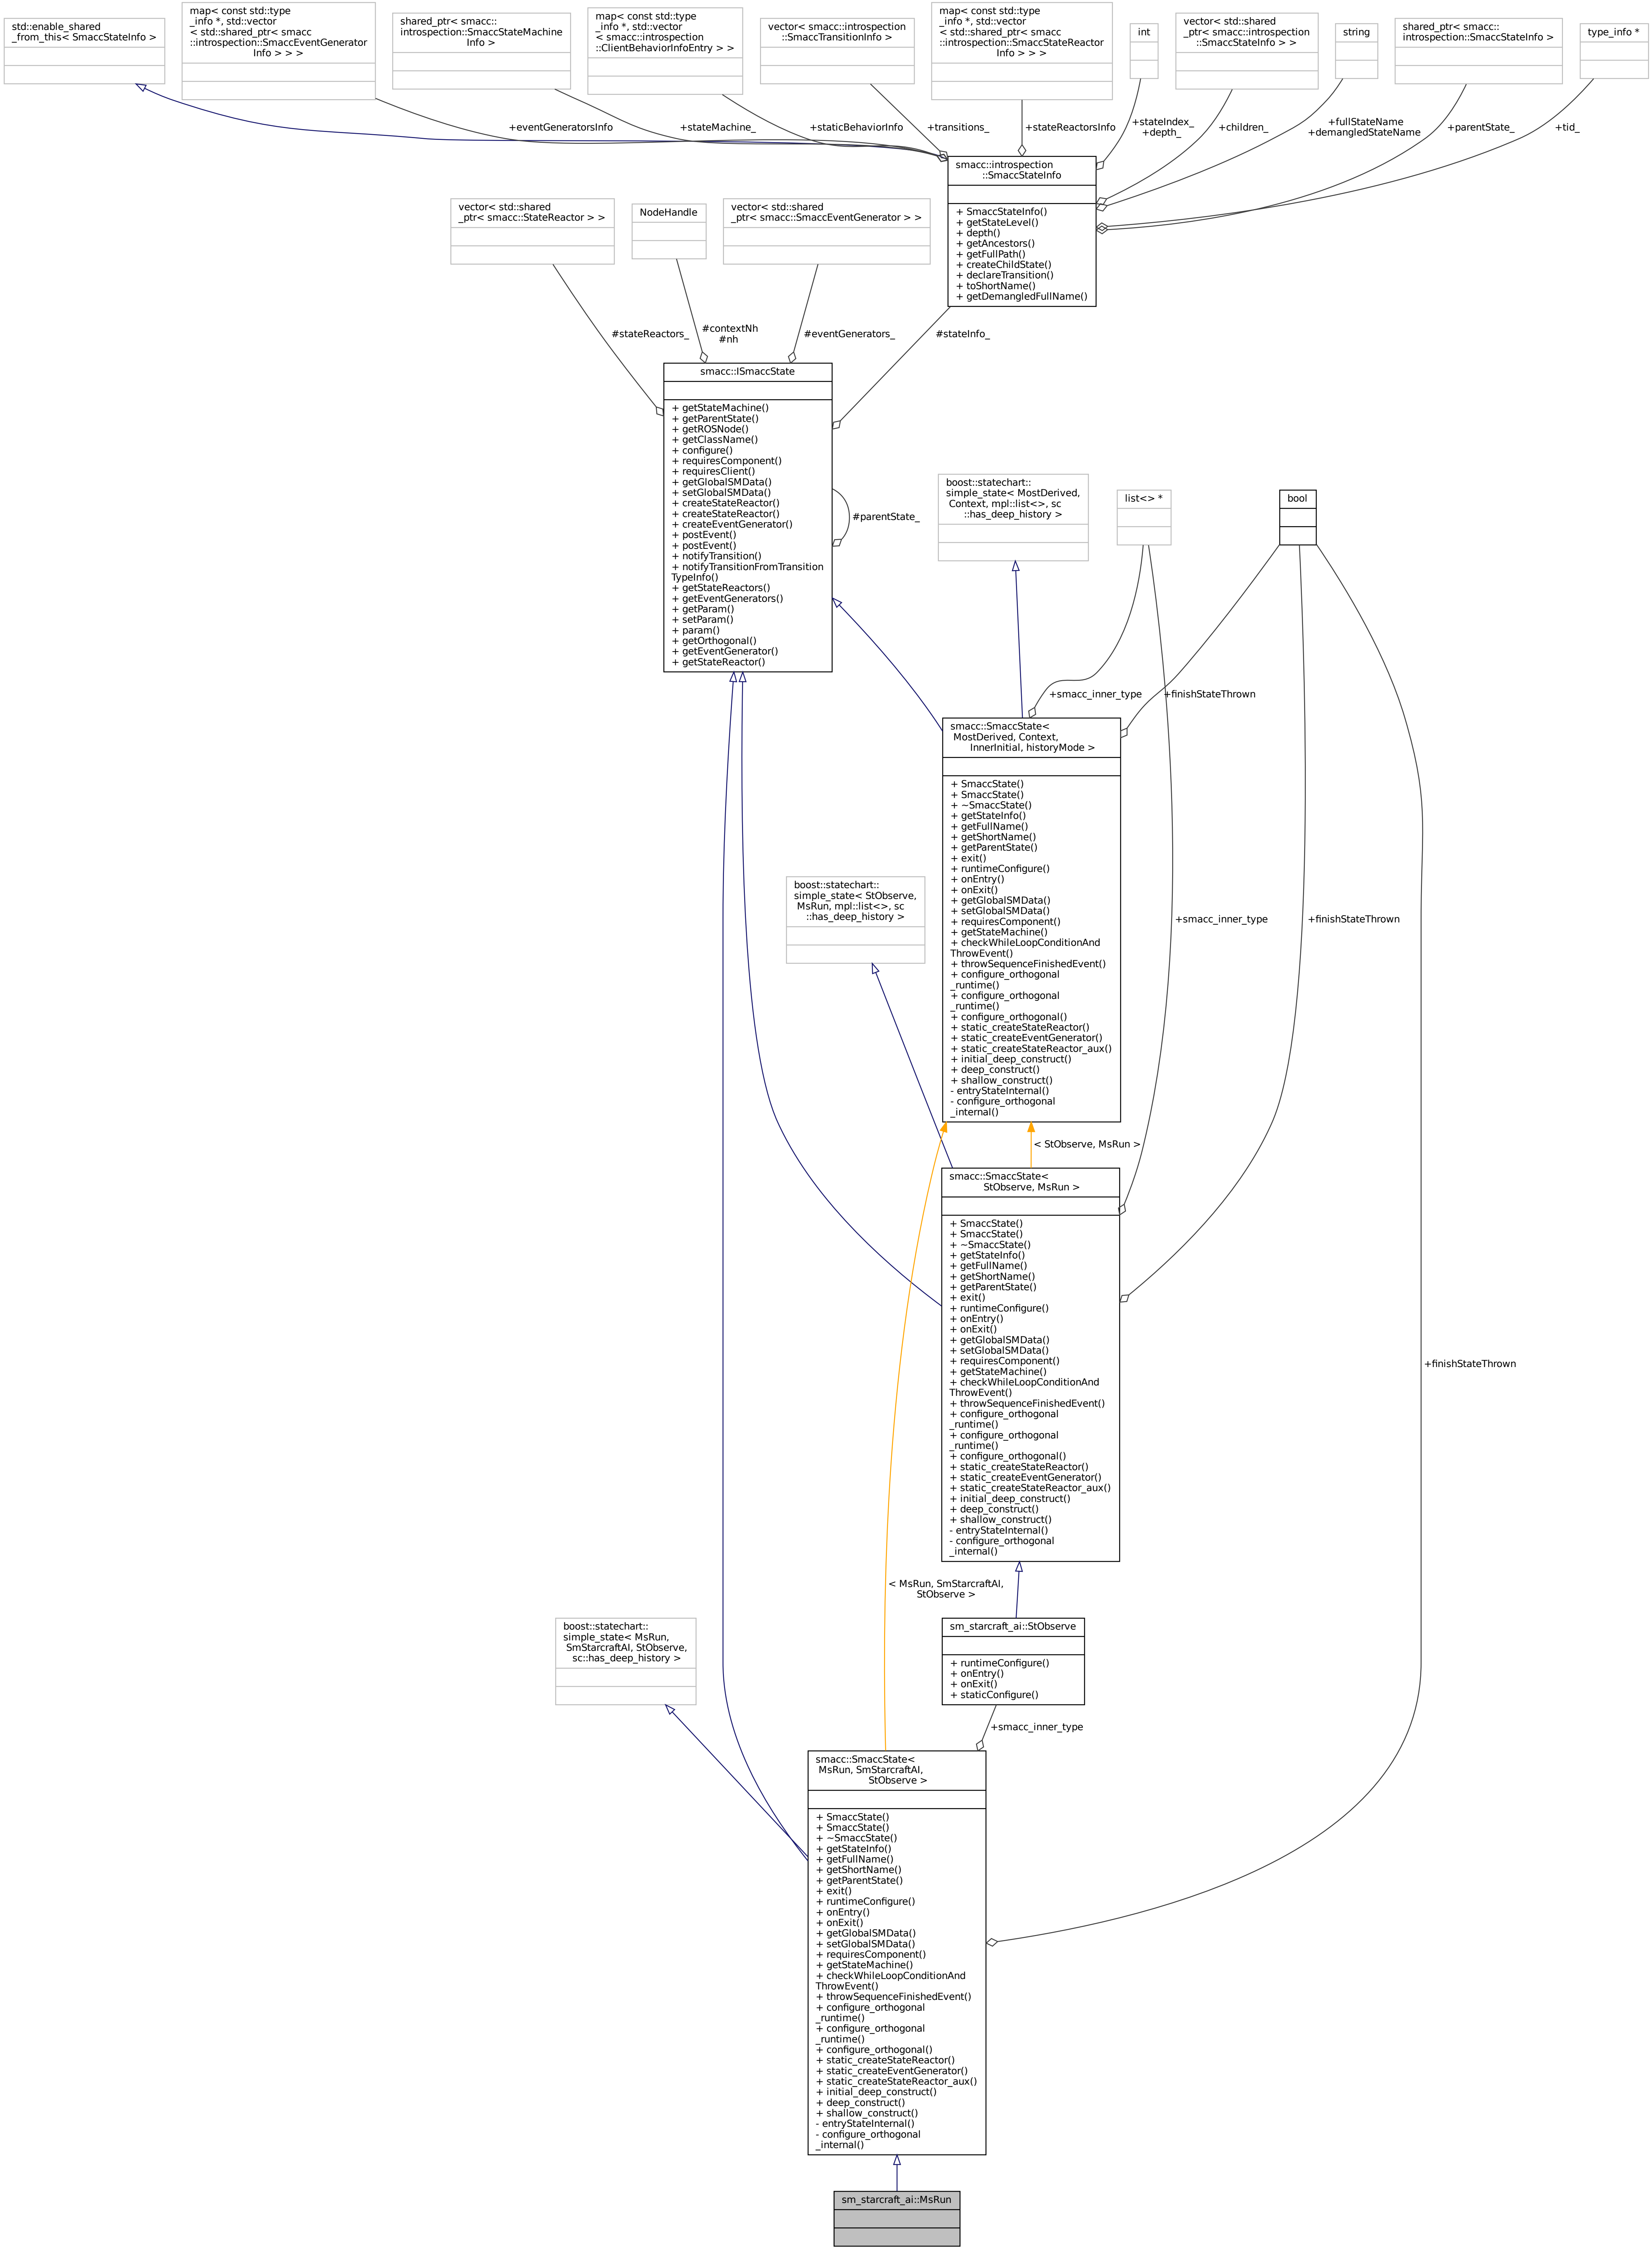 std::enable_shared
_from_this< SmaccStateInfo >
map< const std::type
_info *, std::vector
< std::shared_ptr< smacc
::introspection::SmaccEventGenerator
Info > > >
shared_ptr< smacc::
introspection::SmaccStateMachine
Info >
map< const std::type
_info *, std::vector
< smacc::introspection
::ClientBehaviorInfoEntry > >
vector< smacc::introspection
::SmaccTransitionInfo >
map< const std::type
_info *, std::vector
< std::shared_ptr< smacc
::introspection::SmaccStateReactor
Info > > >
int
vector< std::shared
_ptr< smacc::introspection
::SmaccStateInfo > >
string
shared_ptr< smacc::
introspection::SmaccStateInfo >
type_info *
+eventGeneratorsInfo
+stateMachine_
+staticBehaviorInfo
+transitions_
+stateReactorsInfo
+stateIndex_
+depth_
+children_
+fullStateName
+demangledStateName
+parentState_
+tid_
smacc::introspection
::SmaccStateInfo
+ SmaccStateInfo()
+ getStateLevel()
+ depth()
+ getAncestors()
+ getFullPath()
+ createChildState()
+ declareTransition()
+ toShortName()
+ getDemangledFullName()
vector< std::shared
_ptr< smacc::StateReactor > >
NodeHandle
vector< std::shared
_ptr< smacc::SmaccEventGenerator > >
#stateReactors_
#contextNh
#nh
#eventGenerators_
#stateInfo_
smacc::ISmaccState
+ getStateMachine()
+ getParentState()
+ getROSNode()
+ getClassName()
+ configure()
+ requiresComponent()
+ requiresClient()
+ getGlobalSMData()
+ setGlobalSMData()
+ createStateReactor()
+ createStateReactor()
+ createEventGenerator()
+ postEvent()
+ postEvent()
+ notifyTransition()
+ notifyTransitionFromTransition
TypeInfo()
+ getStateReactors()
+ getEventGenerators()
+ getParam()
+ setParam()
+ param()
+ getOrthogonal()
+ getEventGenerator()
+ getStateReactor()
#parentState_
boost::statechart::
simple_state< MostDerived,
Context, mpl::list<>, sc
::has_deep_history >
list<> *
bool
+smacc_inner_type
+finishStateThrown
smacc::SmaccState<
MostDerived, Context,
InnerInitial, historyMode >
+ SmaccState()
+ SmaccState()
+ ~SmaccState()
+ getStateInfo()
+ getFullName()
+ getShortName()
+ getParentState()
+ exit()
+ runtimeConfigure()
+ onEntry()
+ onExit()
+ getGlobalSMData()
+ setGlobalSMData()
+ requiresComponent()
+ getStateMachine()
+ checkWhileLoopConditionAnd
ThrowEvent()
+ throwSequenceFinishedEvent()
+ configure_orthogonal
_runtime()
+ configure_orthogonal
_runtime()
+ configure_orthogonal()
+ static_createStateReactor()
+ static_createEventGenerator()
+ static_createStateReactor_aux()
+ initial_deep_construct()
+ deep_construct()
+ shallow_construct()
- entryStateInternal()
- configure_orthogonal
_internal()
boost::statechart::
simple_state< StObserve,
MsRun, mpl::list<>, sc
::has_deep_history >
+smacc_inner_type
+finishStateThrown
< StObserve, MsRun >
smacc::SmaccState<
StObserve, MsRun >
+ SmaccState()
+ SmaccState()
+ ~SmaccState()
+ getStateInfo()
+ getFullName()
+ getShortName()
+ getParentState()
+ exit()
+ runtimeConfigure()
+ onEntry()
+ onExit()
+ getGlobalSMData()
+ setGlobalSMData()
+ requiresComponent()
+ getStateMachine()
+ checkWhileLoopConditionAnd
ThrowEvent()
+ throwSequenceFinishedEvent()
+ configure_orthogonal
_runtime()
+ configure_orthogonal
_runtime()
+ configure_orthogonal()
+ static_createStateReactor()
+ static_createEventGenerator()
+ static_createStateReactor_aux()
+ initial_deep_construct()
+ deep_construct()
+ shallow_construct()
- entryStateInternal()
- configure_orthogonal
_internal()
+finishStateThrown
< MsRun, SmStarcraftAI,
StObserve >
boost::statechart::
simple_state< MsRun,
SmStarcraftAI, StObserve,
sc::has_deep_history >
sm_starcraft_ai::StObserve
+ runtimeConfigure()
+ onEntry()
+ onExit()
+ staticConfigure()
+smacc_inner_type
smacc::SmaccState<
MsRun, SmStarcraftAI,
StObserve >
+ SmaccState()
+ SmaccState()
+ ~SmaccState()
+ getStateInfo()
+ getFullName()
+ getShortName()
+ getParentState()
+ exit()
+ runtimeConfigure()
+ onEntry()
+ onExit()
+ getGlobalSMData()
+ setGlobalSMData()
+ requiresComponent()
+ getStateMachine()
+ checkWhileLoopConditionAnd
ThrowEvent()
+ throwSequenceFinishedEvent()
+ configure_orthogonal
_runtime()
+ configure_orthogonal
_runtime()
+ configure_orthogonal()
+ static_createStateReactor()
+ static_createEventGenerator()
+ static_createStateReactor_aux()
+ initial_deep_construct()
+ deep_construct()
+ shallow_construct()
- entryStateInternal()
- configure_orthogonal
_internal()
sm_starcraft_ai::MsRun